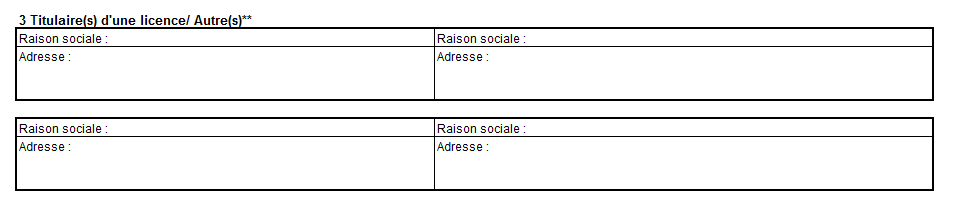 3 Titulaire(s) d'une licence/ Autre(s)**
Raison sociale : Raison sociale :
Adresse : Adresse :
Raison sociale : Raison sociale :
Adresse : Adresse :